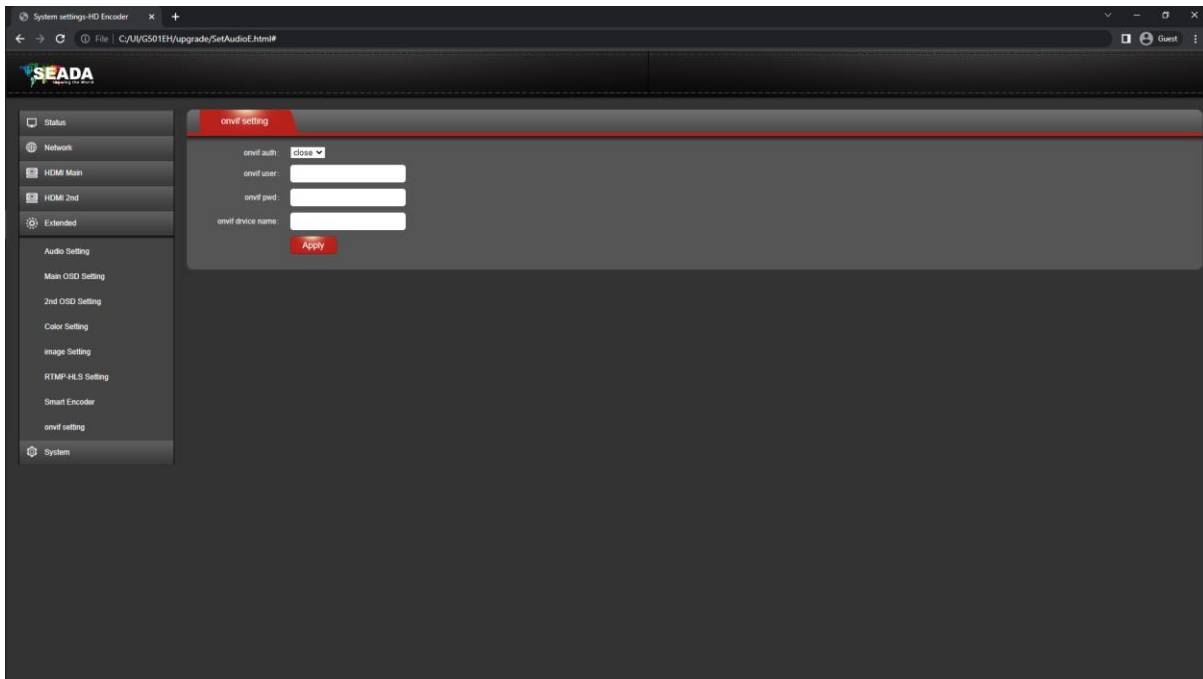 System settings-HD Encoder
File | C:/UI/G501EH/upgrade/SetAudioE.html#
Guest
SEADA
Status
Network
HDMI Main
HDMI 2nd
Extended
Audio Setting
Main OSD Setting
2nd OSD Setting
Color Setting
image Setting
RTMP-HLS Setting
Smart Encoder
onvif setting
System
onvif setting
onvif auth: close
onvif user:
onvif pwd:
onvif drvice name:
Apply